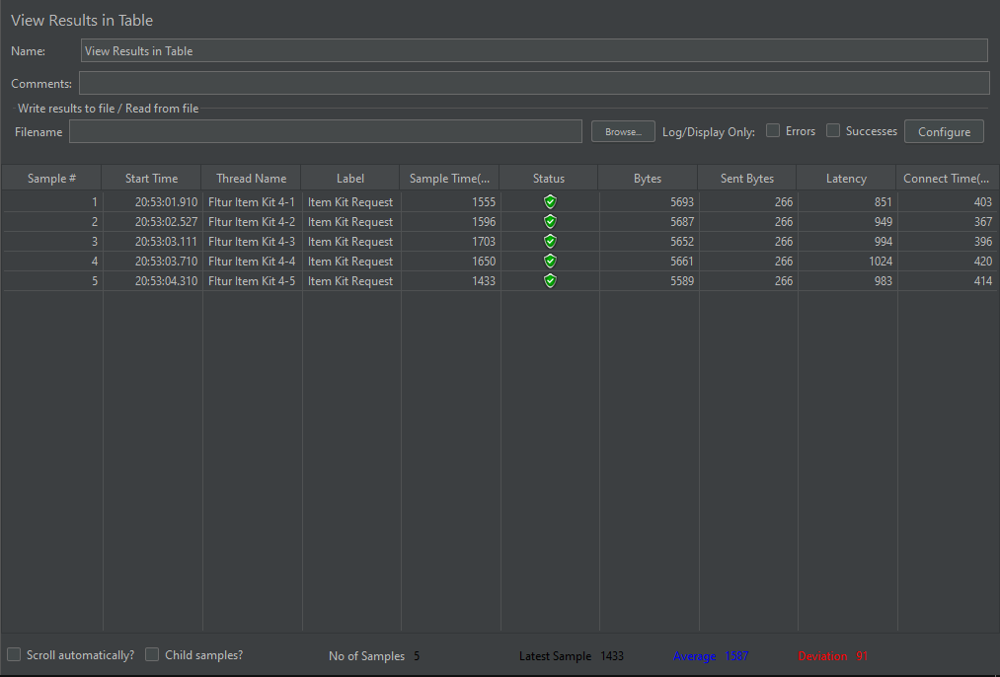 View Results in Table
Name: View Results in Table
Comments:
Write results to file / Read from file
Filename Browse... Log/Display Only: Errors Successes Configure
Sample # Start Time Thread Name Label Sample Time(... Status Bytes Sent Bytes Latency Connect Time(...
1 20:53:01.910 Fitur Item Kit 4-1 Item Kit Request 1555 5693 266 851 403
2 20:53:02.527 Fitur Item Kit 4-2 Item Kit Request 1596 5687 266 949 367
3 20:53:03.111 Fitur Item Kit 4-3 Item Kit Request 1703 5652 266 994 396
4 20:53:03.710 Fitur Item Kit 4-4 Item Kit Request 1650 5661 266 1024 420
5 20:53:04.310 Fitur Item Kit 4-5 Item Kit Request 1433 5589 266 983 414
Scroll automatically? Child samples? No of Samples 5 Latest Sample 1433 Average 1587 Deviation 91